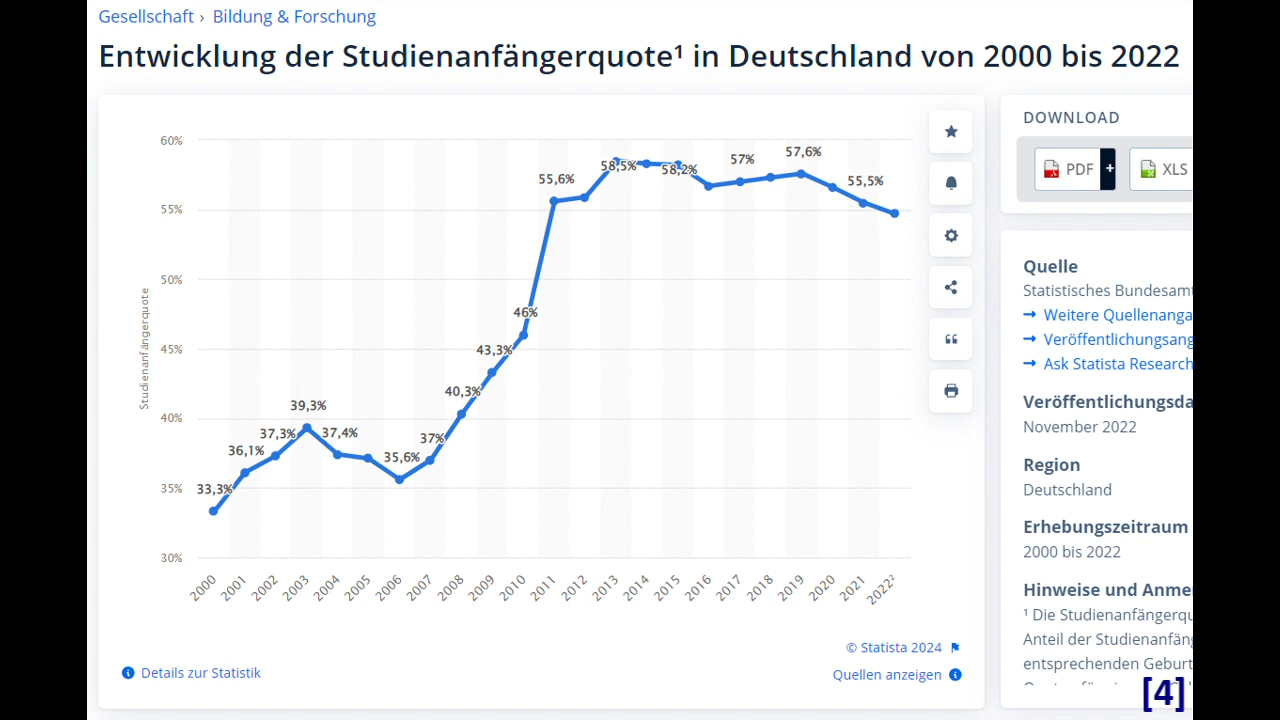 Gesellschaft › Bildung & Forschung
Entwicklung der Studienanfängerquote¹ in Deutschland von 2000 bis 2022
60%
55%
50%
45%
40%
35%
30%
Studienanfängerquote
33,3%
36,1%
37,3%
39,3%
37,4%
35,6%
37%
40,3%
43,3%
46%
55,6%
58,5%
58,2%
57%
57,6%
55,5%
2000 2001 2002 2003 2004 2005 2006 2007 2008 2009 2010 2011 2012 2013 2014 2015 2016 2017 2018 2019 2020 2021 2022²
© Statista 2024
Details zur Statistik
Quellen anzeigen
DOWNLOAD
PDF + XLS
Quelle
Statistisches Bundesamt
→ Weitere Quellenanga
→ Veröffentlichungsang
→ Ask Statista Research
Veröffentlichungsda
November 2022
Region
Deutschland
Erhebungszeitraum
2000 bis 2022
Hinweise und Anme
¹ Die Studienanfängerqu
Anteil der Studienanfäng
entsprechenden Geburt
[4]